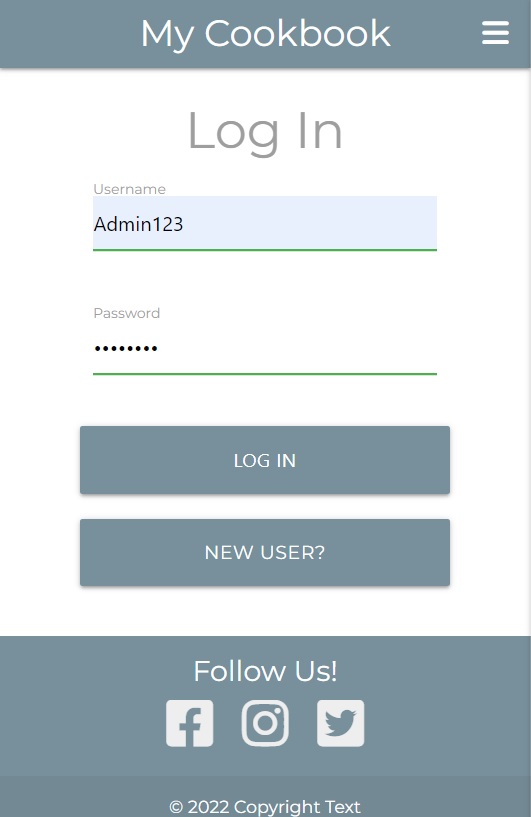 My Cookbook
Log In
Username
Admin123
Password
••••••••
LOG IN
NEW USER?
Follow Us!
© 2022 Copyright Text